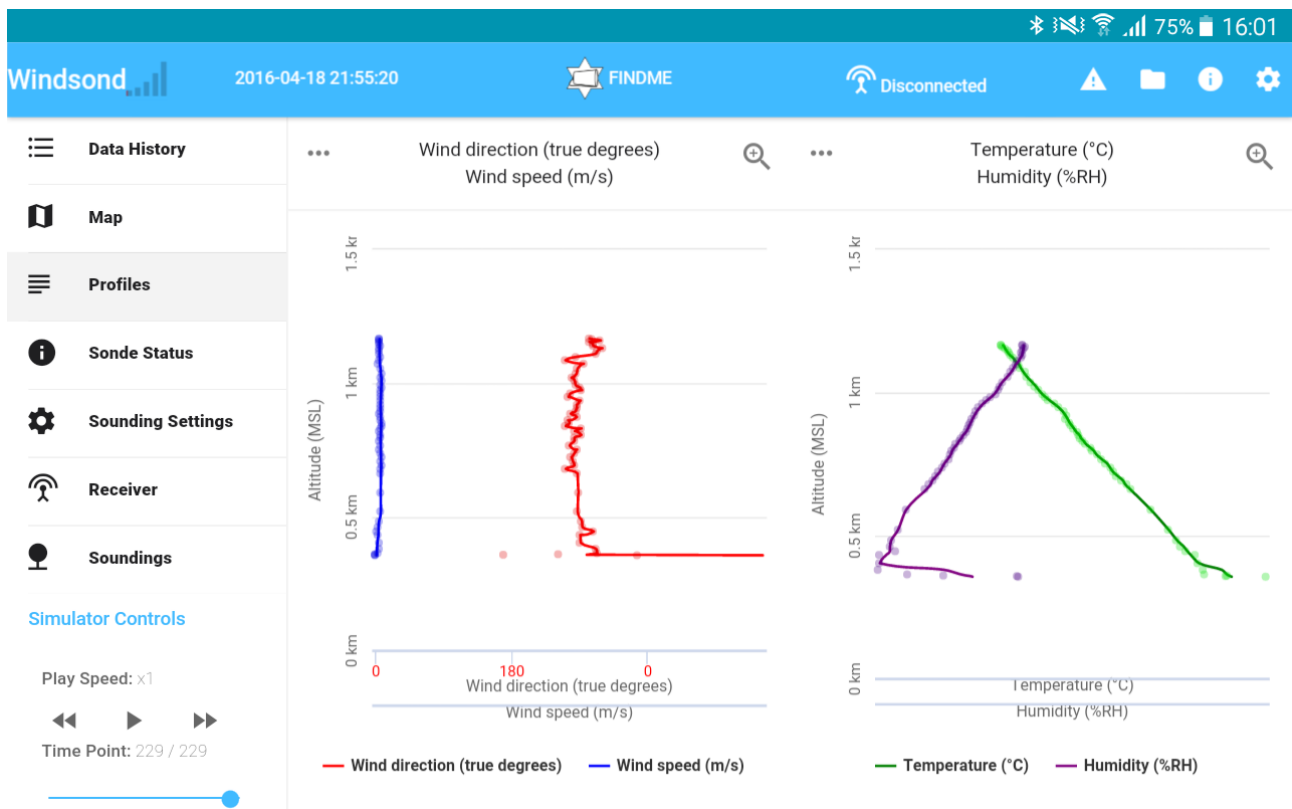 75% 16:01
Windsond 2016-04-18 21:55:20 FINDME Disconnected
Data History
Map
Profiles
Sonde Status
Sounding Settings
Receiver
Soundings
Simulator Controls
Play Speed: x1
Time Point: 229 / 229
Wind direction (true degrees)
Wind speed (m/s)
1.5 kr
1 km
0.5 km
0 km
Altitude (MSL)
0 180 0
Wind direction (true degrees)
Wind speed (m/s)
Wind direction (true degrees) Wind speed (m/s)
Temperature (°C)
Humidity (%RH)
1.5 kr
1 km
0.5 km
0 km
Altitude (MSL)
Temperature (°C)
Humidity (%RH)
Temperature (°C) Humidity (%RH)